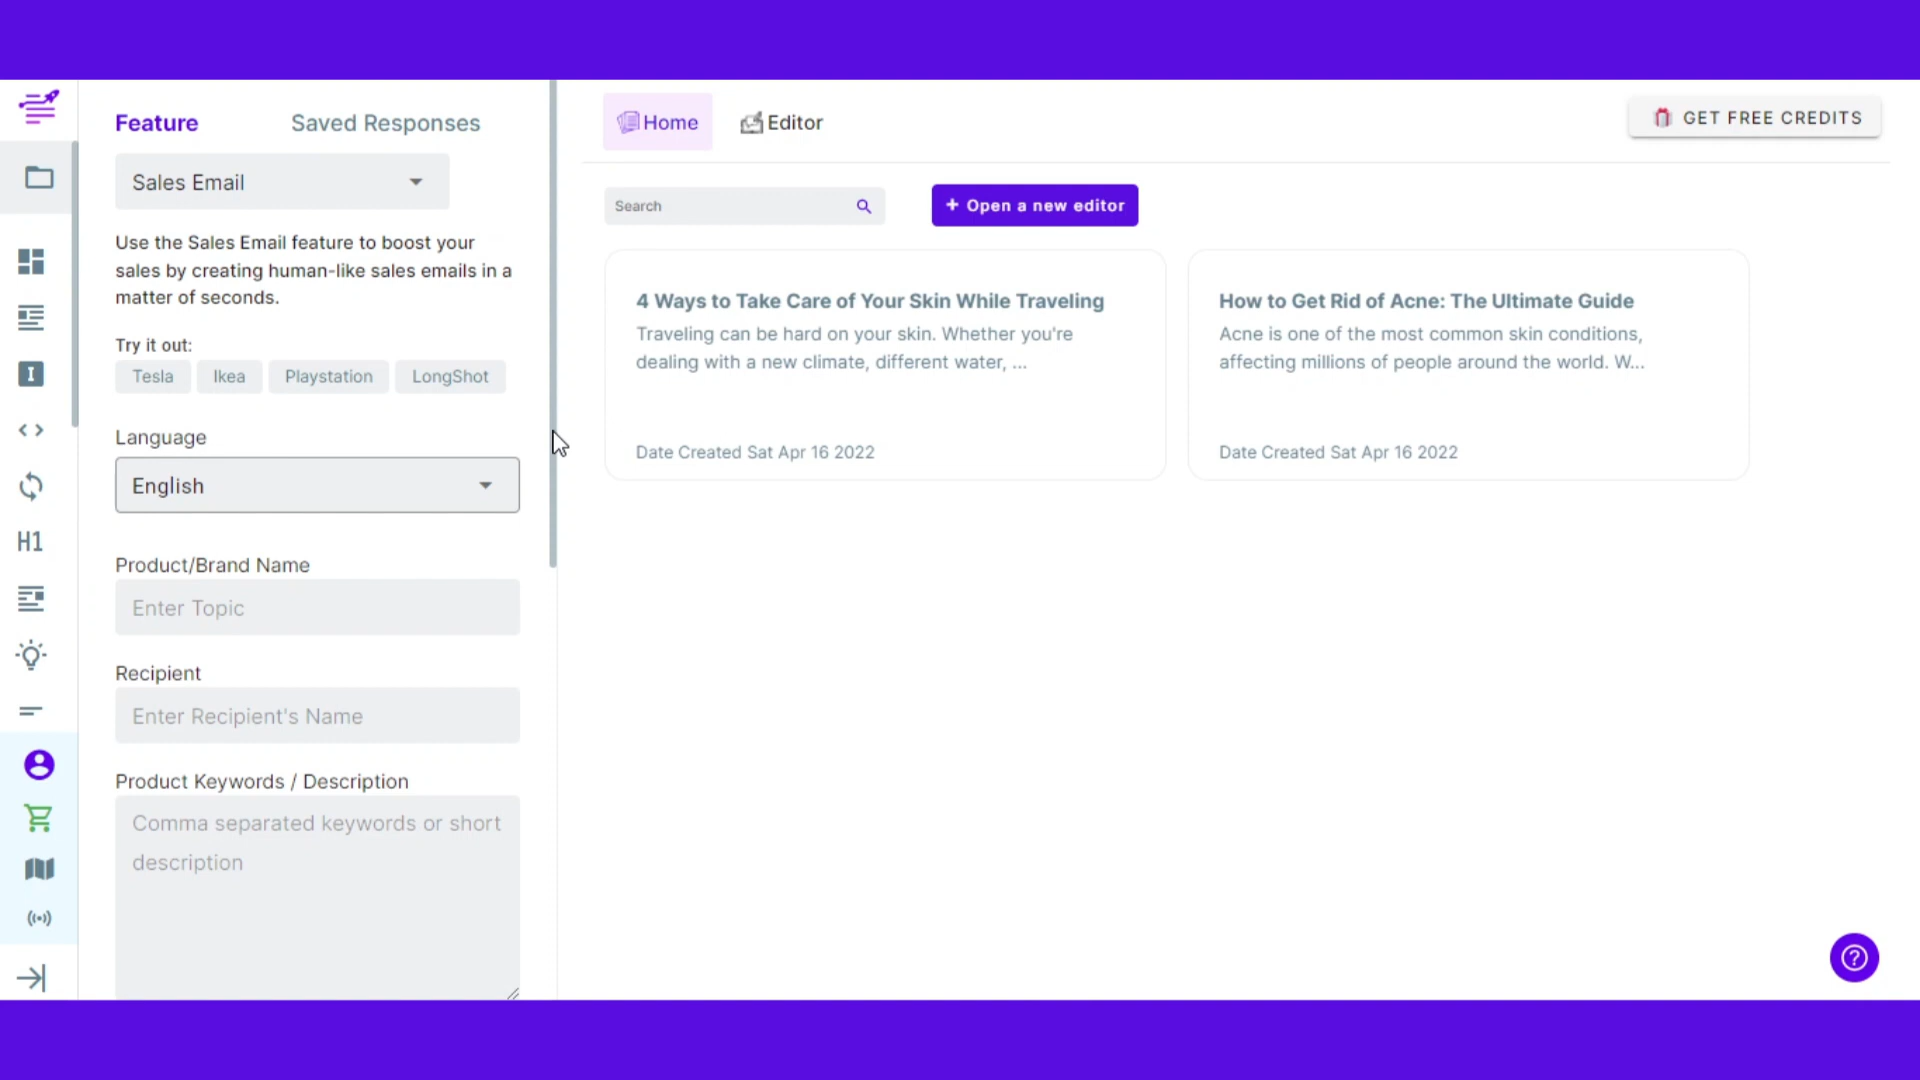 Feature
Saved Responses
Sales Email
Use the Sales Email feature to boost your
sales by creating human-like sales emails in a
matter of seconds.
Try it out:
Tesla
Ikea
Playstation
LongShot
Language
English
Product/Brand Name
Enter Topic
Recipient
Enter Recipient's Name
Product Keywords / Description
Comma separated keywords or short
description
H1
Home
Editor
GET FREE CREDITS
Search
+ Open a new editor
4 Ways to Take Care of Your Skin While Traveling
Traveling can be hard on your skin. Whether you're
dealing with a new climate, different water, ...
Date Created Sat Apr 16 2022
How to Get Rid of Acne: The Ultimate Guide
Acne is one of the most common skin conditions,
affecting millions of people around the world. W...
Date Created Sat Apr 16 2022